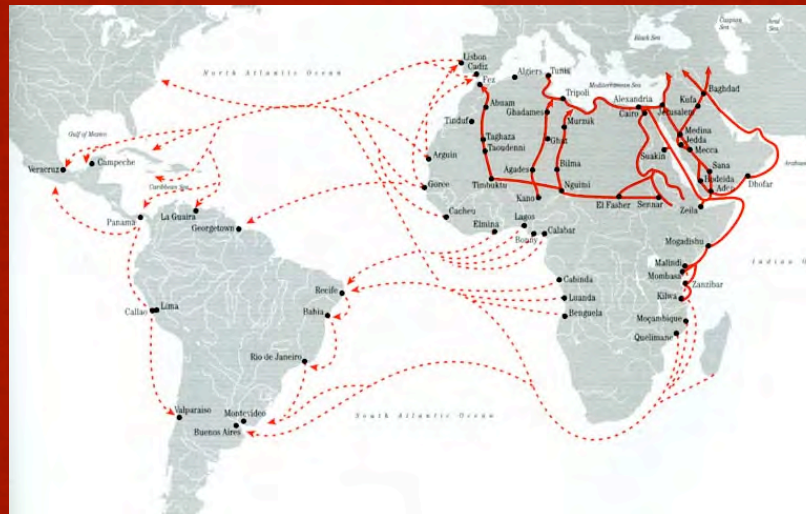 Caspian Sea
Aral Sea
Black Sea
Lisbon
Cadiz
Fez
Algiers
Tunis
North Atlantic Ocean
Mediterranean Sea
Baghdad
Tripoli
Alexandria
Kufa
Abuam
Ghadames
Cairo
Jerusalem
Gulf of Mexico
Tinduf
Murzuk
Medina
Taghaza
Ghat
Jedda
Mecca
Veracruz
Campeche
Taoudenni
Suakin
Arguin
Agades
Bilma
Sana
Caribbean Sea
Goree
Timbuktu
Nguimi
Hodeida
Aden
Dhofar
Kano
El Fasher
Sennar
Zeila
Panama
La Guaira
Cacheu
Lagos
Georgetown
Elmina
Calabar
Bonny
Mogadishu
Malindi
Mombasa
Recife
Cabinda
Zanzibar
Lima
Luanda
Kilwa
Callao
Bahia
Benguela
Moçambique
Quelimane
Rio de Janeiro
Valparaiso
Montevideo
South Atlantic Ocean
Buenos Aires